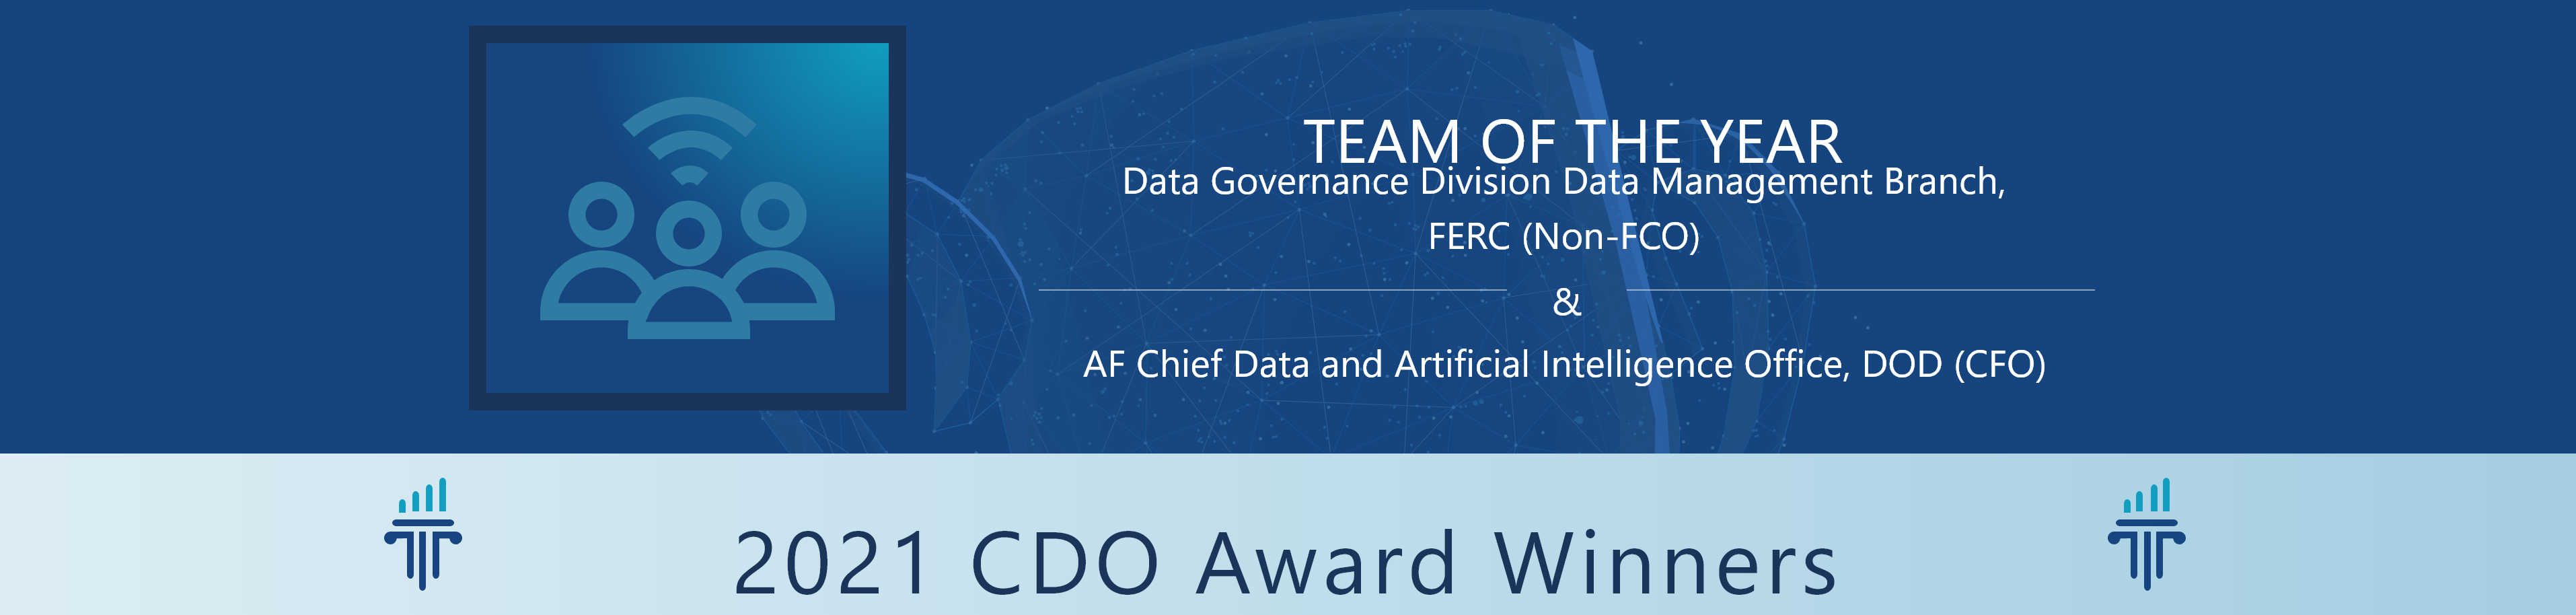 TEAM OF THE YEAR
Data Governance Division Data Management Branch,
FERC (Non-FCO)
&
AF Chief Data and Artificial Intelligence Office, DOD (CFO)
2021 CDO Award Winners